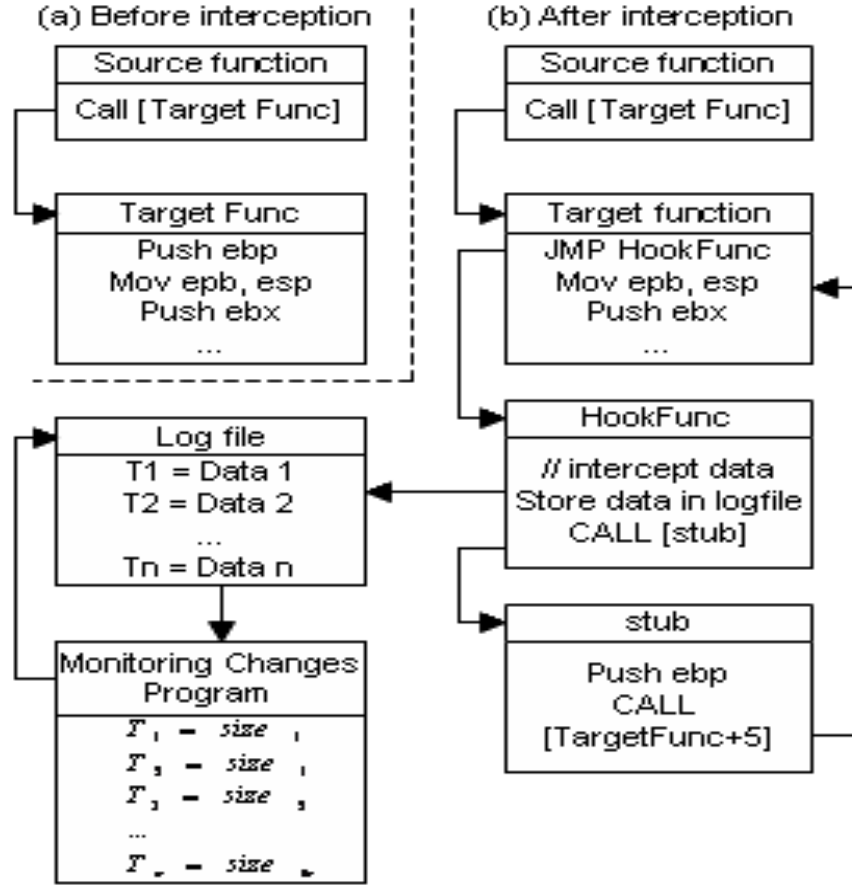 (a) Before interception
Source function
Call [Target Func]
Target Func
Push ebp
Mov epb, esp
Push ebx
...
(b) After interception
Source function
Call [Target Func]
Target function
JMP HookFunc
Mov epb, esp
Push ebx
...
HookFunc
// intercept data
Store data in logfile
CALL [stub]
stub
Push ebp
CALL
[TargetFunc+5]
Log file
T1 = Data 1
T2 = Data 2
...
Tn = Data n
Monitoring Changes
Program
size
size
size
...
size